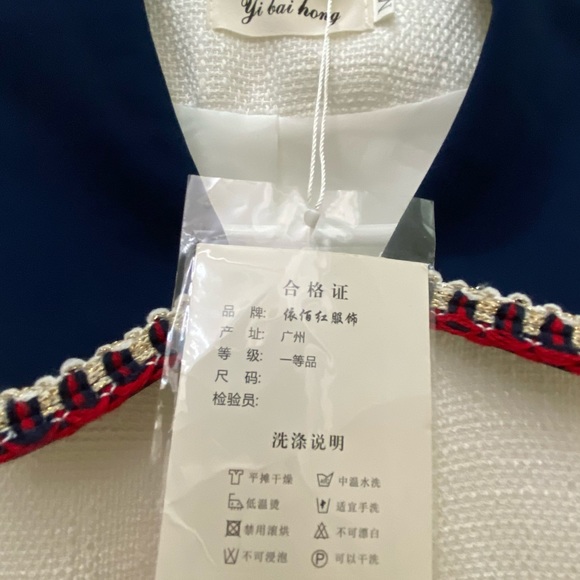 Yi bai hong
合格证
品 牌: 依佰红服饰
产 址: 广州
等 级: 一等品
尺 码:
检验员:
洗涤说明
平摊干燥 中温水洗
低温烫 适宜手洗
禁用滚烘 不可漂白
不可浸泡 P 可以干洗